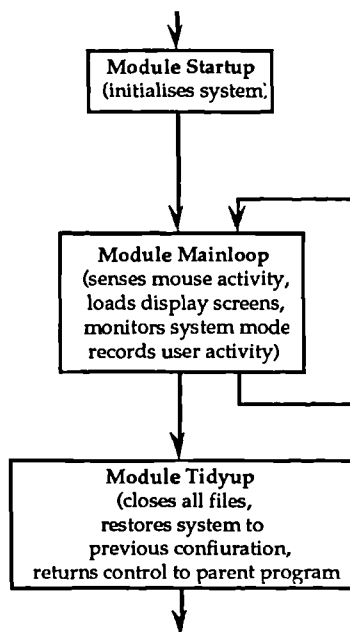 Module Startup
(initialises system)
Module Mainloop
(senses mouse activity,
loads display screens,
monitors system mode
records user activity)
Module Tidyup
(closes all files,
restores system to
previous confiuration,
returns control to parent program